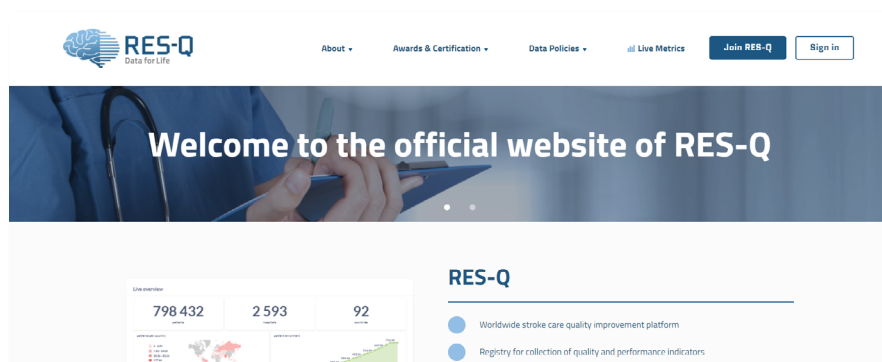 RES-Q
Data for Life
About
Awards & Certification
Data Policies
Live Metrics
Join RES-Q
Sign in
Welcome to the official website of RES-Q
RES-Q
Live overview
798 432
2 593
92
Worldwide stroke care quality improvement platform
Registry for collection of quality and performance indicators